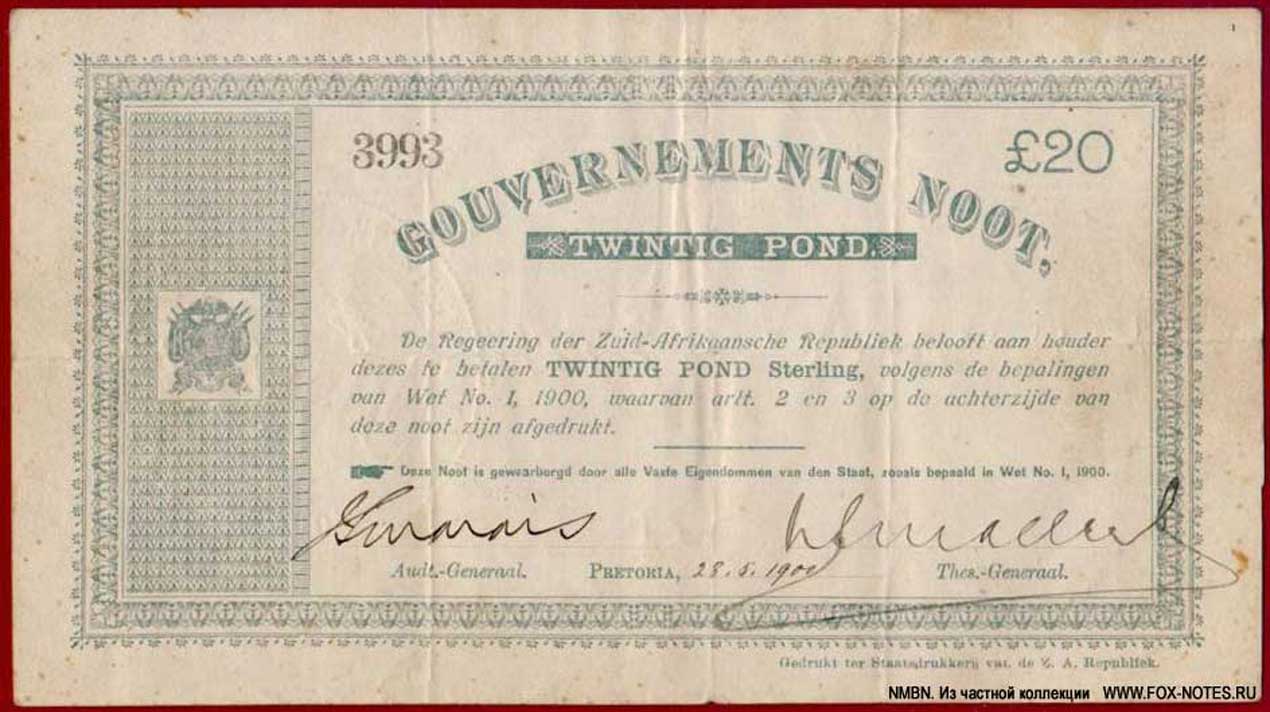 3993
£20
GOUVERNEMENTS NOOT.
TWINTIG POND.
De Regeering der Zuid-Afrikaansche Republiek belooft aan houder
dezes te betalen TWINTIG POND Sterling, volgens de bepalingen
van Wet No. 1, 1900, waarvan artt. 2 en 3 op de achterzijde van
deze noot zijn afgedrukt.
Deze Noot is gewaarborgd door alle Vaste Eigendommen van den Staat, zooals bepaald in Wet No. 1, 1900.
Audt.-Generaal. PRETORIA, 28.5.1900 Thes.-Generaal.
Gedrukt ter Staatsdrukkerij van de Z. A. Republiek.
NMBN. Из частной коллекции WWW.FOX-NOTES.RU